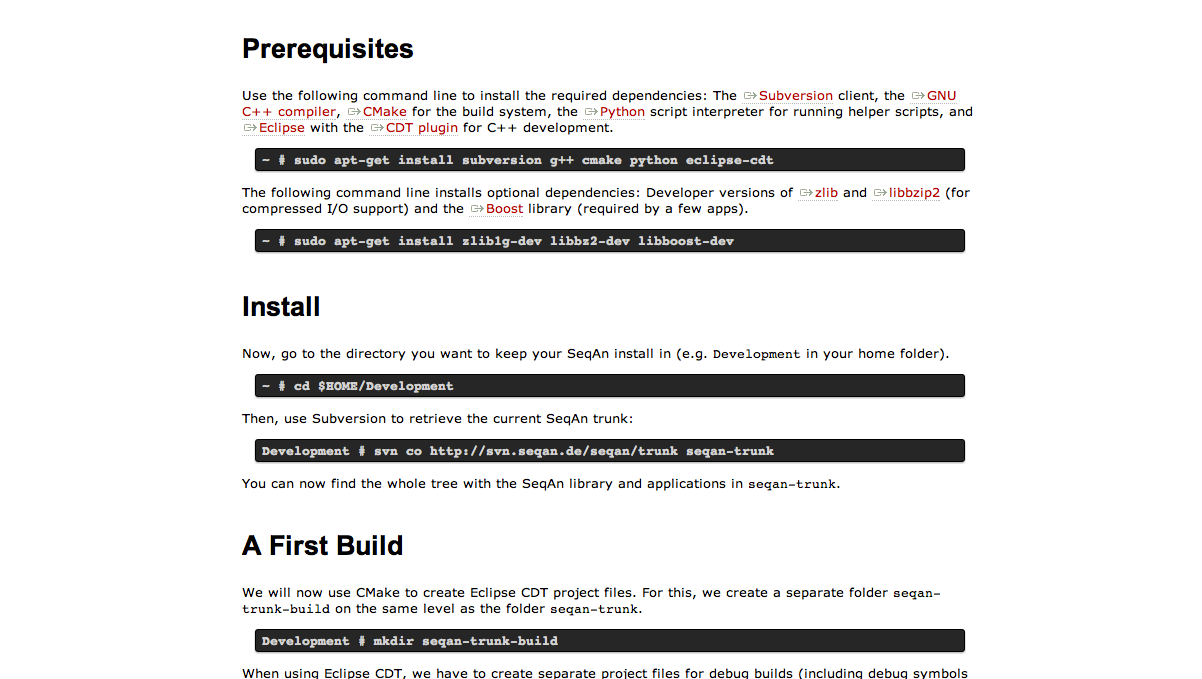 Prerequisites
Use the following command line to install the required dependencies: The Subversion client, the GNU
C++ compiler, CMake for the build system, the Python script interpreter for running helper scripts, and
Eclipse with the CDT plugin for C++ development.
~ # sudo apt-get install subversion g++ cmake python eclipse-cdt
The following command line installs optional dependencies: Developer versions of zlib and libbzip2 (for
compressed I/O support) and the Boost library (required by a few apps).
~ # sudo apt-get install zlib1g-dev libbz2-dev libboost-dev
Install
Now, go to the directory you want to keep your SeqAn install in (e.g. Development in your home folder).
~ # cd $HOME/Development
Then, use Subversion to retrieve the current SeqAn trunk:
Development # svn co http://svn.seqan.de/seqan/trunk seqan-trunk
You can now find the whole tree with the SeqAn library and applications in seqan-trunk.
A First Build
We will now use CMake to create Eclipse CDT project files. For this, we create a separate folder seqan-
trunk-build on the same level as the folder seqan-trunk.
Development # mkdir seqan-trunk-build
When using Eclipse CDT, we have to create separate project files for debug builds (including debug symbols